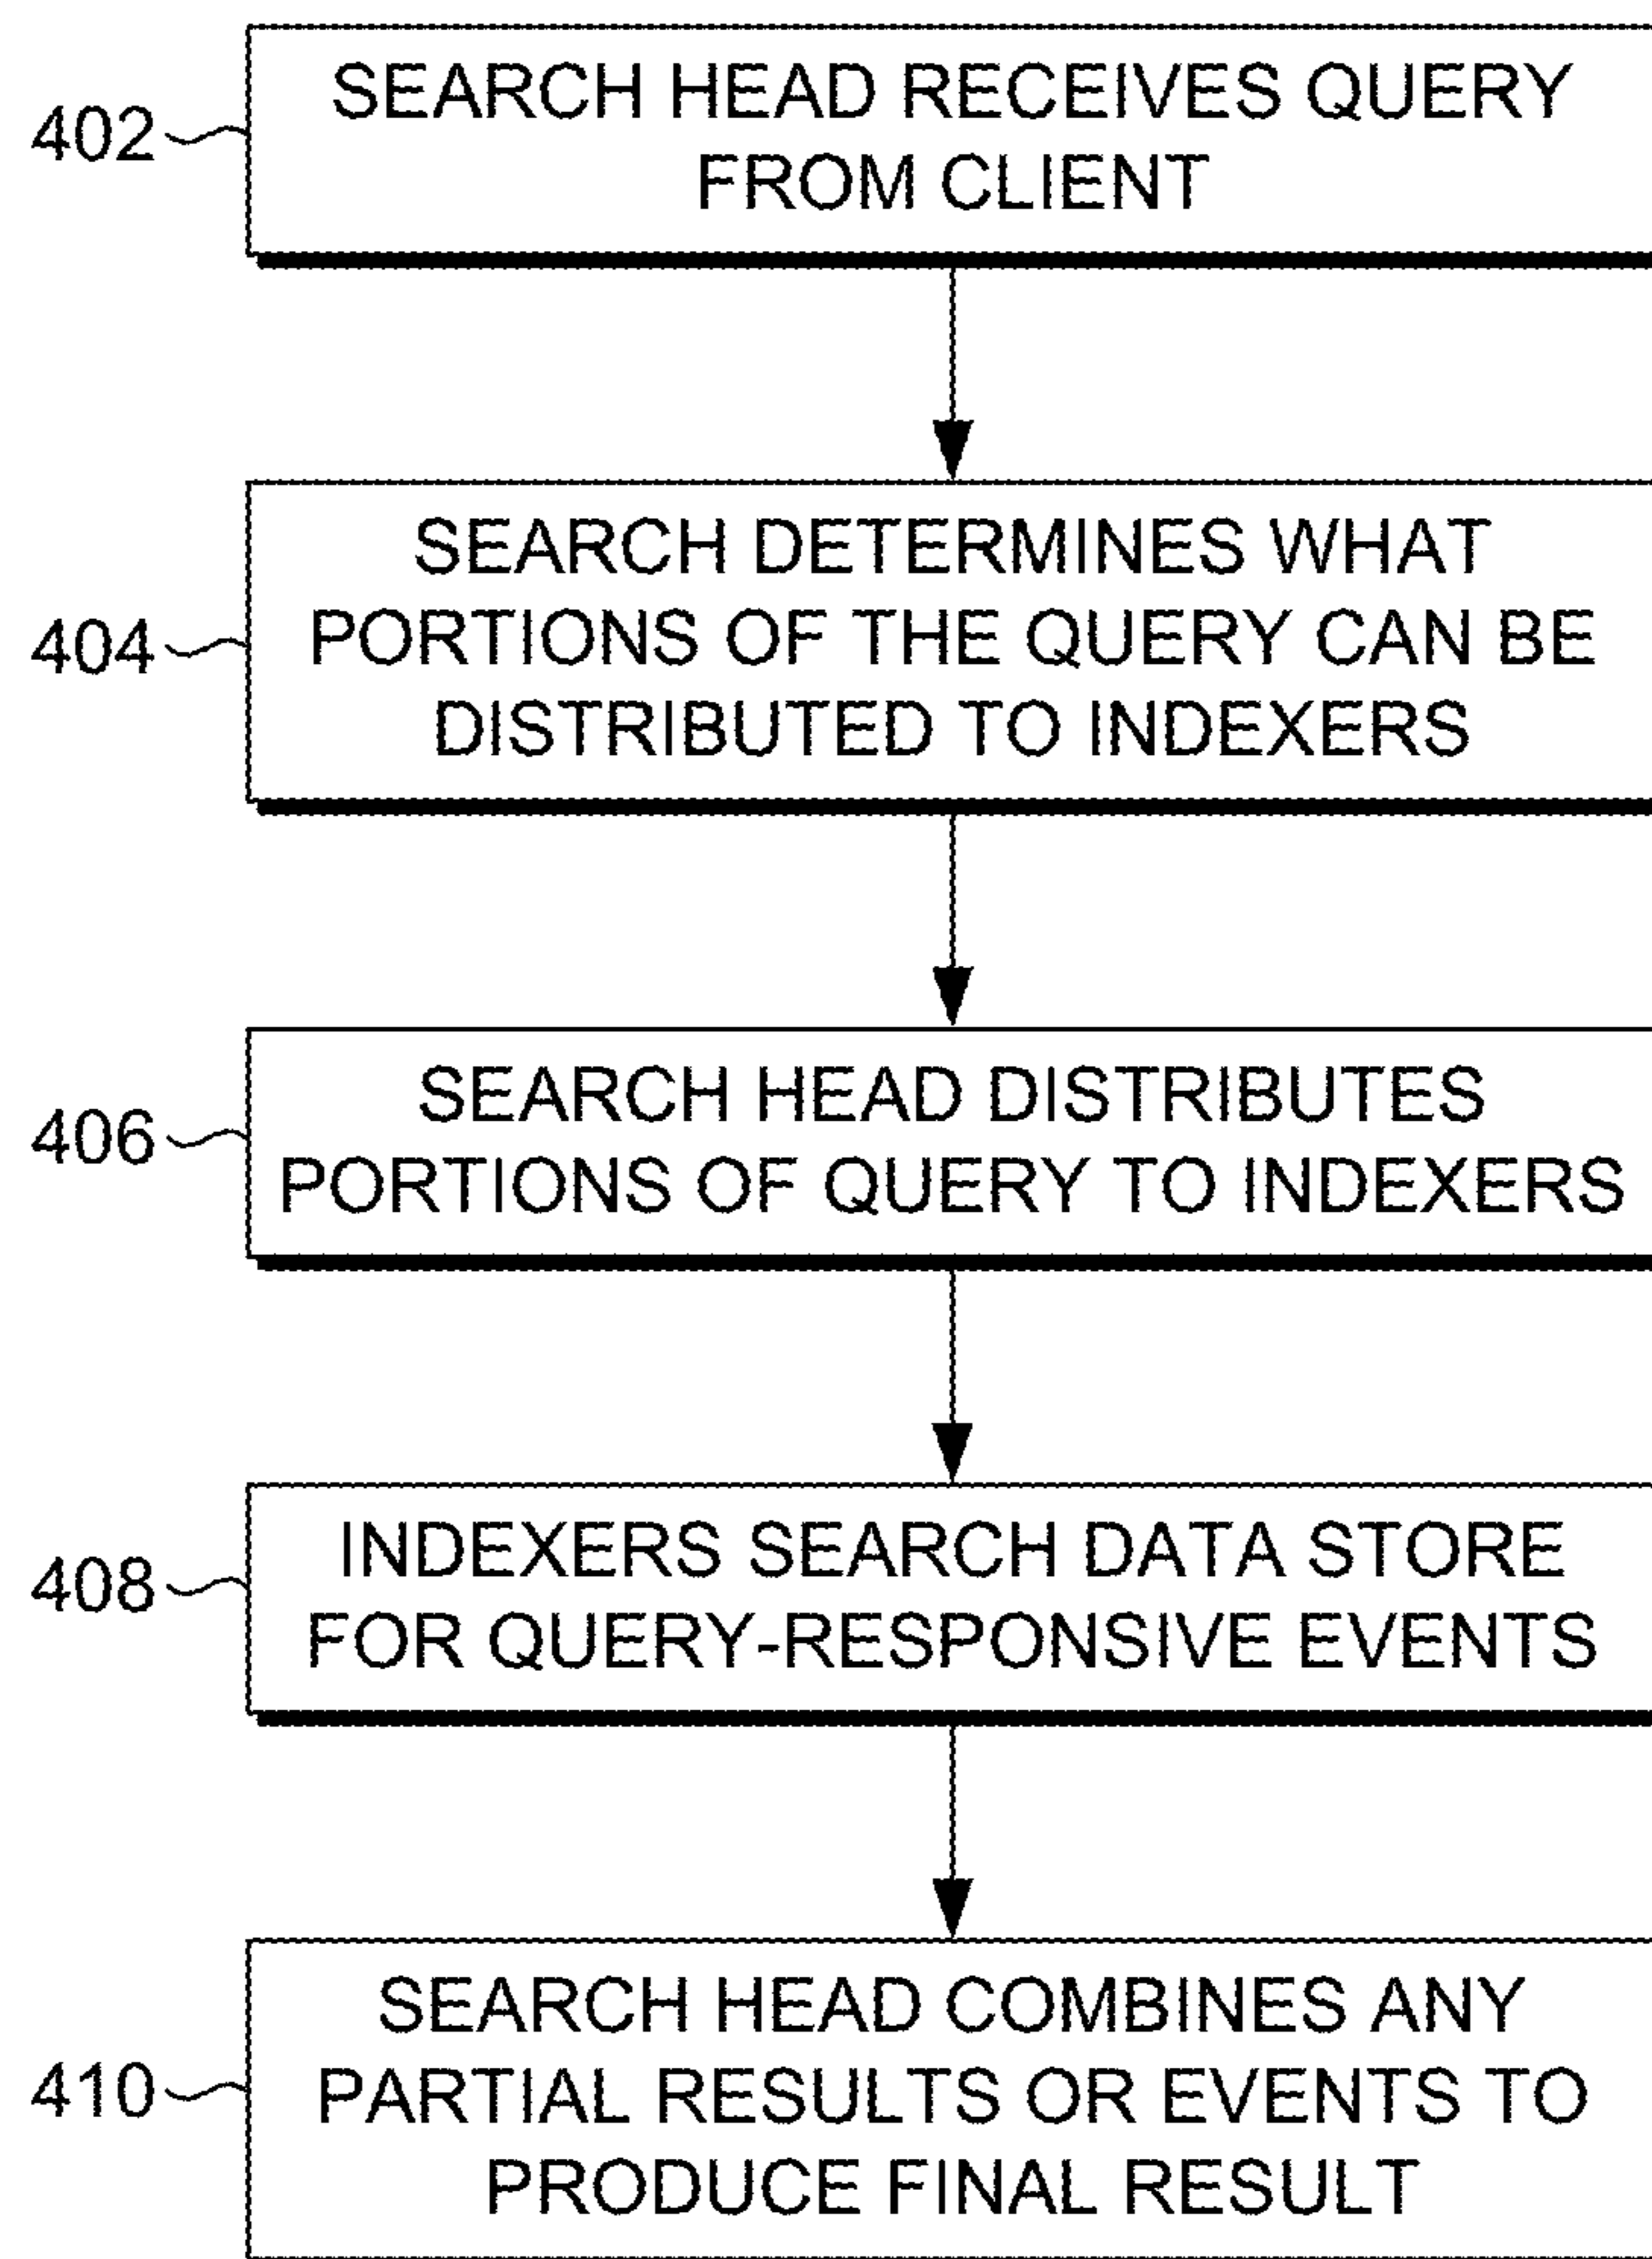 402
SEARCH HEAD RECEIVES QUERY
FROM CLIENT
404
SEARCH DETERMINES WHAT
PORTIONS OF THE QUERY CAN BE
DISTRIBUTED TO INDEXERS
406
SEARCH HEAD DISTRIBUTES
PORTIONS OF QUERY TO INDEXERS
408
INDEXERS SEARCH DATA STORE
FOR QUERY-RESPONSIVE EVENTS
410
SEARCH HEAD COMBINES ANY
PARTIAL RESULTS OR EVENTS TO
PRODUCE FINAL RESULT